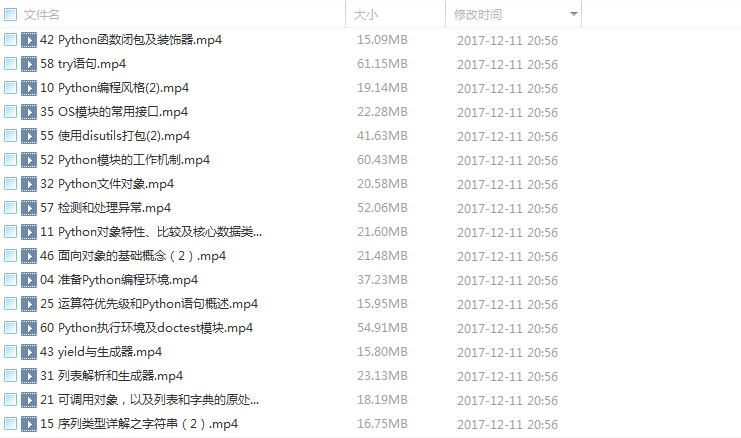 文件名 大小 修改时间
42 Python函数闭包及装饰器.mp4 15.09MB 2017-12-11 20:56
58 try语句.mp4 61.15MB 2017-12-11 20:56
10 Python编程风格(2).mp4 19.14MB 2017-12-11 20:56
35 OS模块的常用接口.mp4 22.28MB 2017-12-11 20:56
55 使用disutils打包(2).mp4 41.63MB 2017-12-11 20:56
52 Python模块的工作机制.mp4 60.43MB 2017-12-11 20:56
32 Python文件对象.mp4 20.58MB 2017-12-11 20:56
57 检测和处理异常.mp4 52.06MB 2017-12-11 20:56
11 Python对象特性、比较及核心数据类... 21.60MB 2017-12-11 20:56
46 面向对象的基础概念（2）.mp4 21.48MB 2017-12-11 20:56
04 准备Python编程环境.mp4 37.23MB 2017-12-11 20:56
25 运算符优先级和Python语句概述.mp4 15.95MB 2017-12-11 20:56
60 Python执行环境及doctest模块.mp4 54.91MB 2017-12-11 20:56
43 yield与生成器.mp4 15.80MB 2017-12-11 20:56
31 列表解析和生成器.mp4 23.13MB 2017-12-11 20:56
21 可调用对象，以及列表和字典的原处... 18.19MB 2017-12-11 20:56
15 序列类型详解之字符串（2）.mp4 16.75MB 2017-12-11 20:56